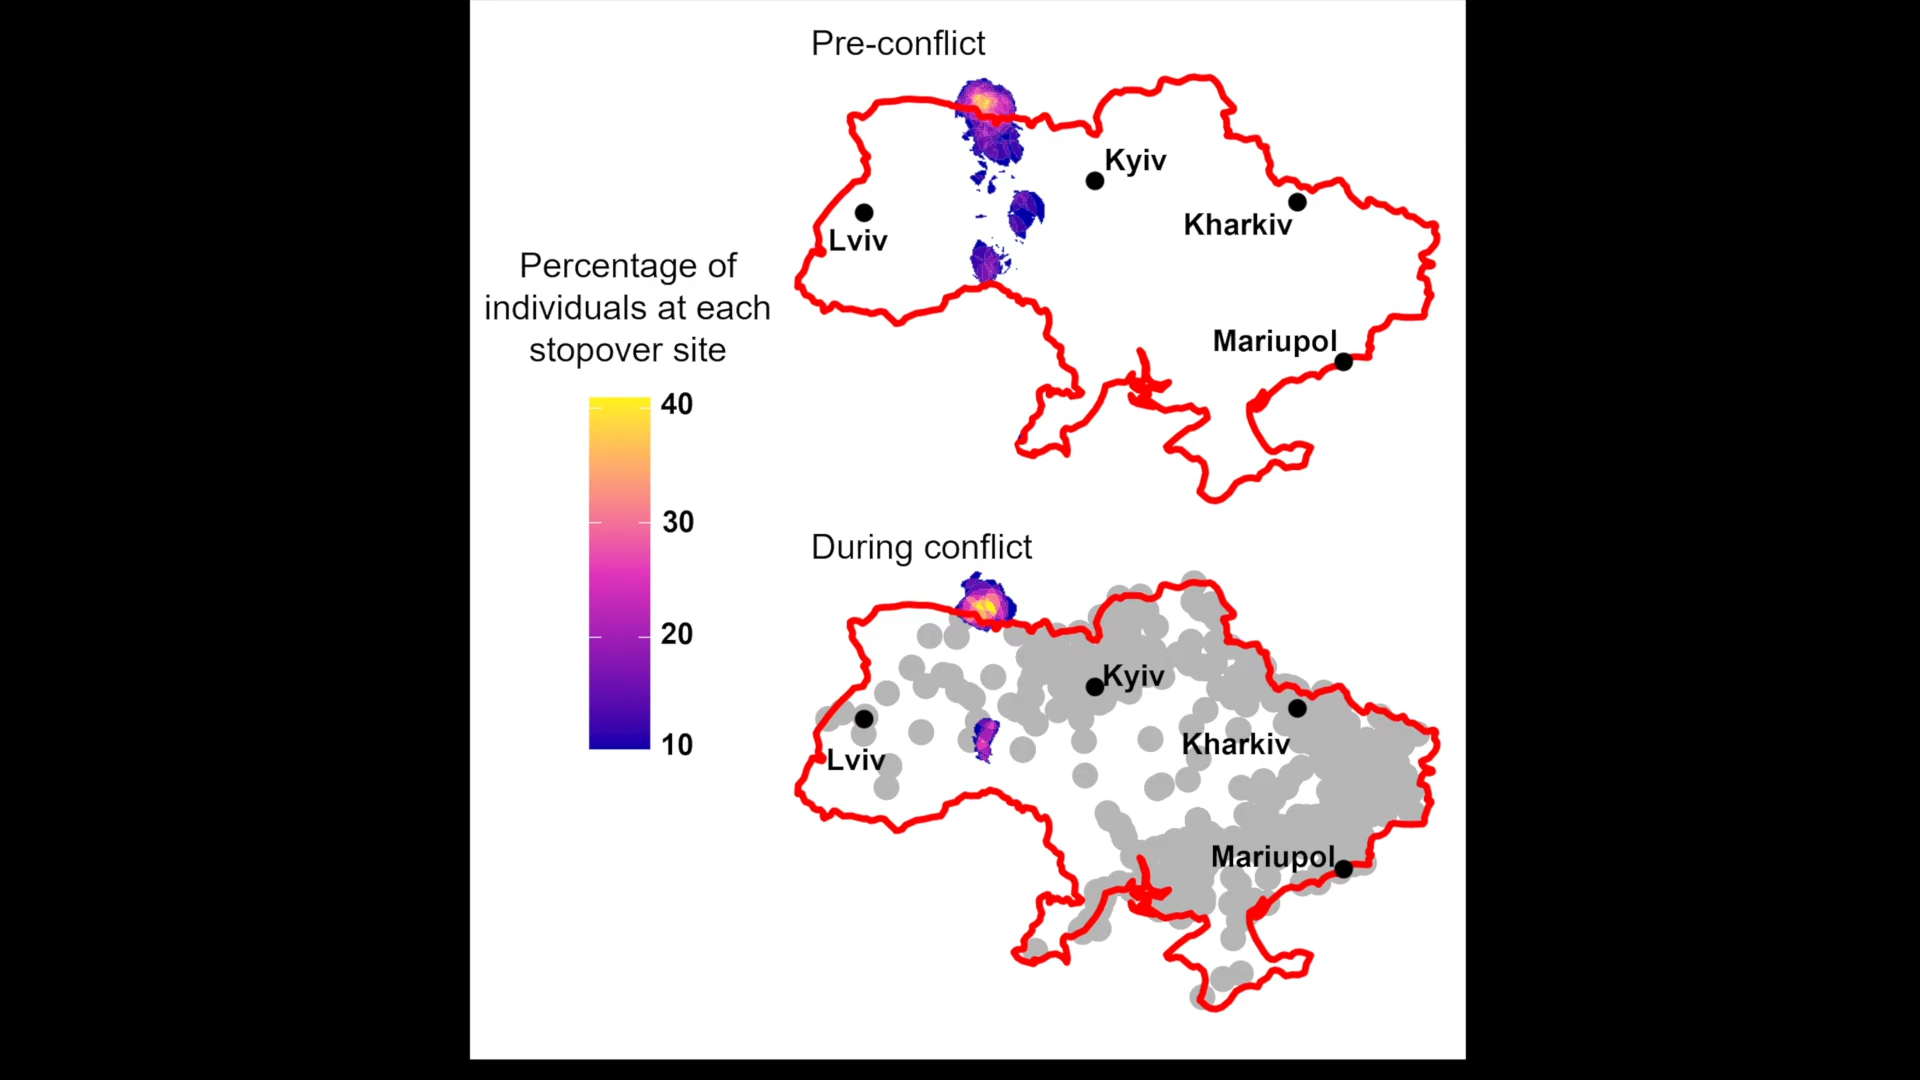 Pre-conflict
Kyiv
Kharkiv
Lviv
Mariupol
Percentage of
individuals at each
stopover site
40
30
20
10
During conflict
Kyiv
Kharkiv
Lviv
Mariupol